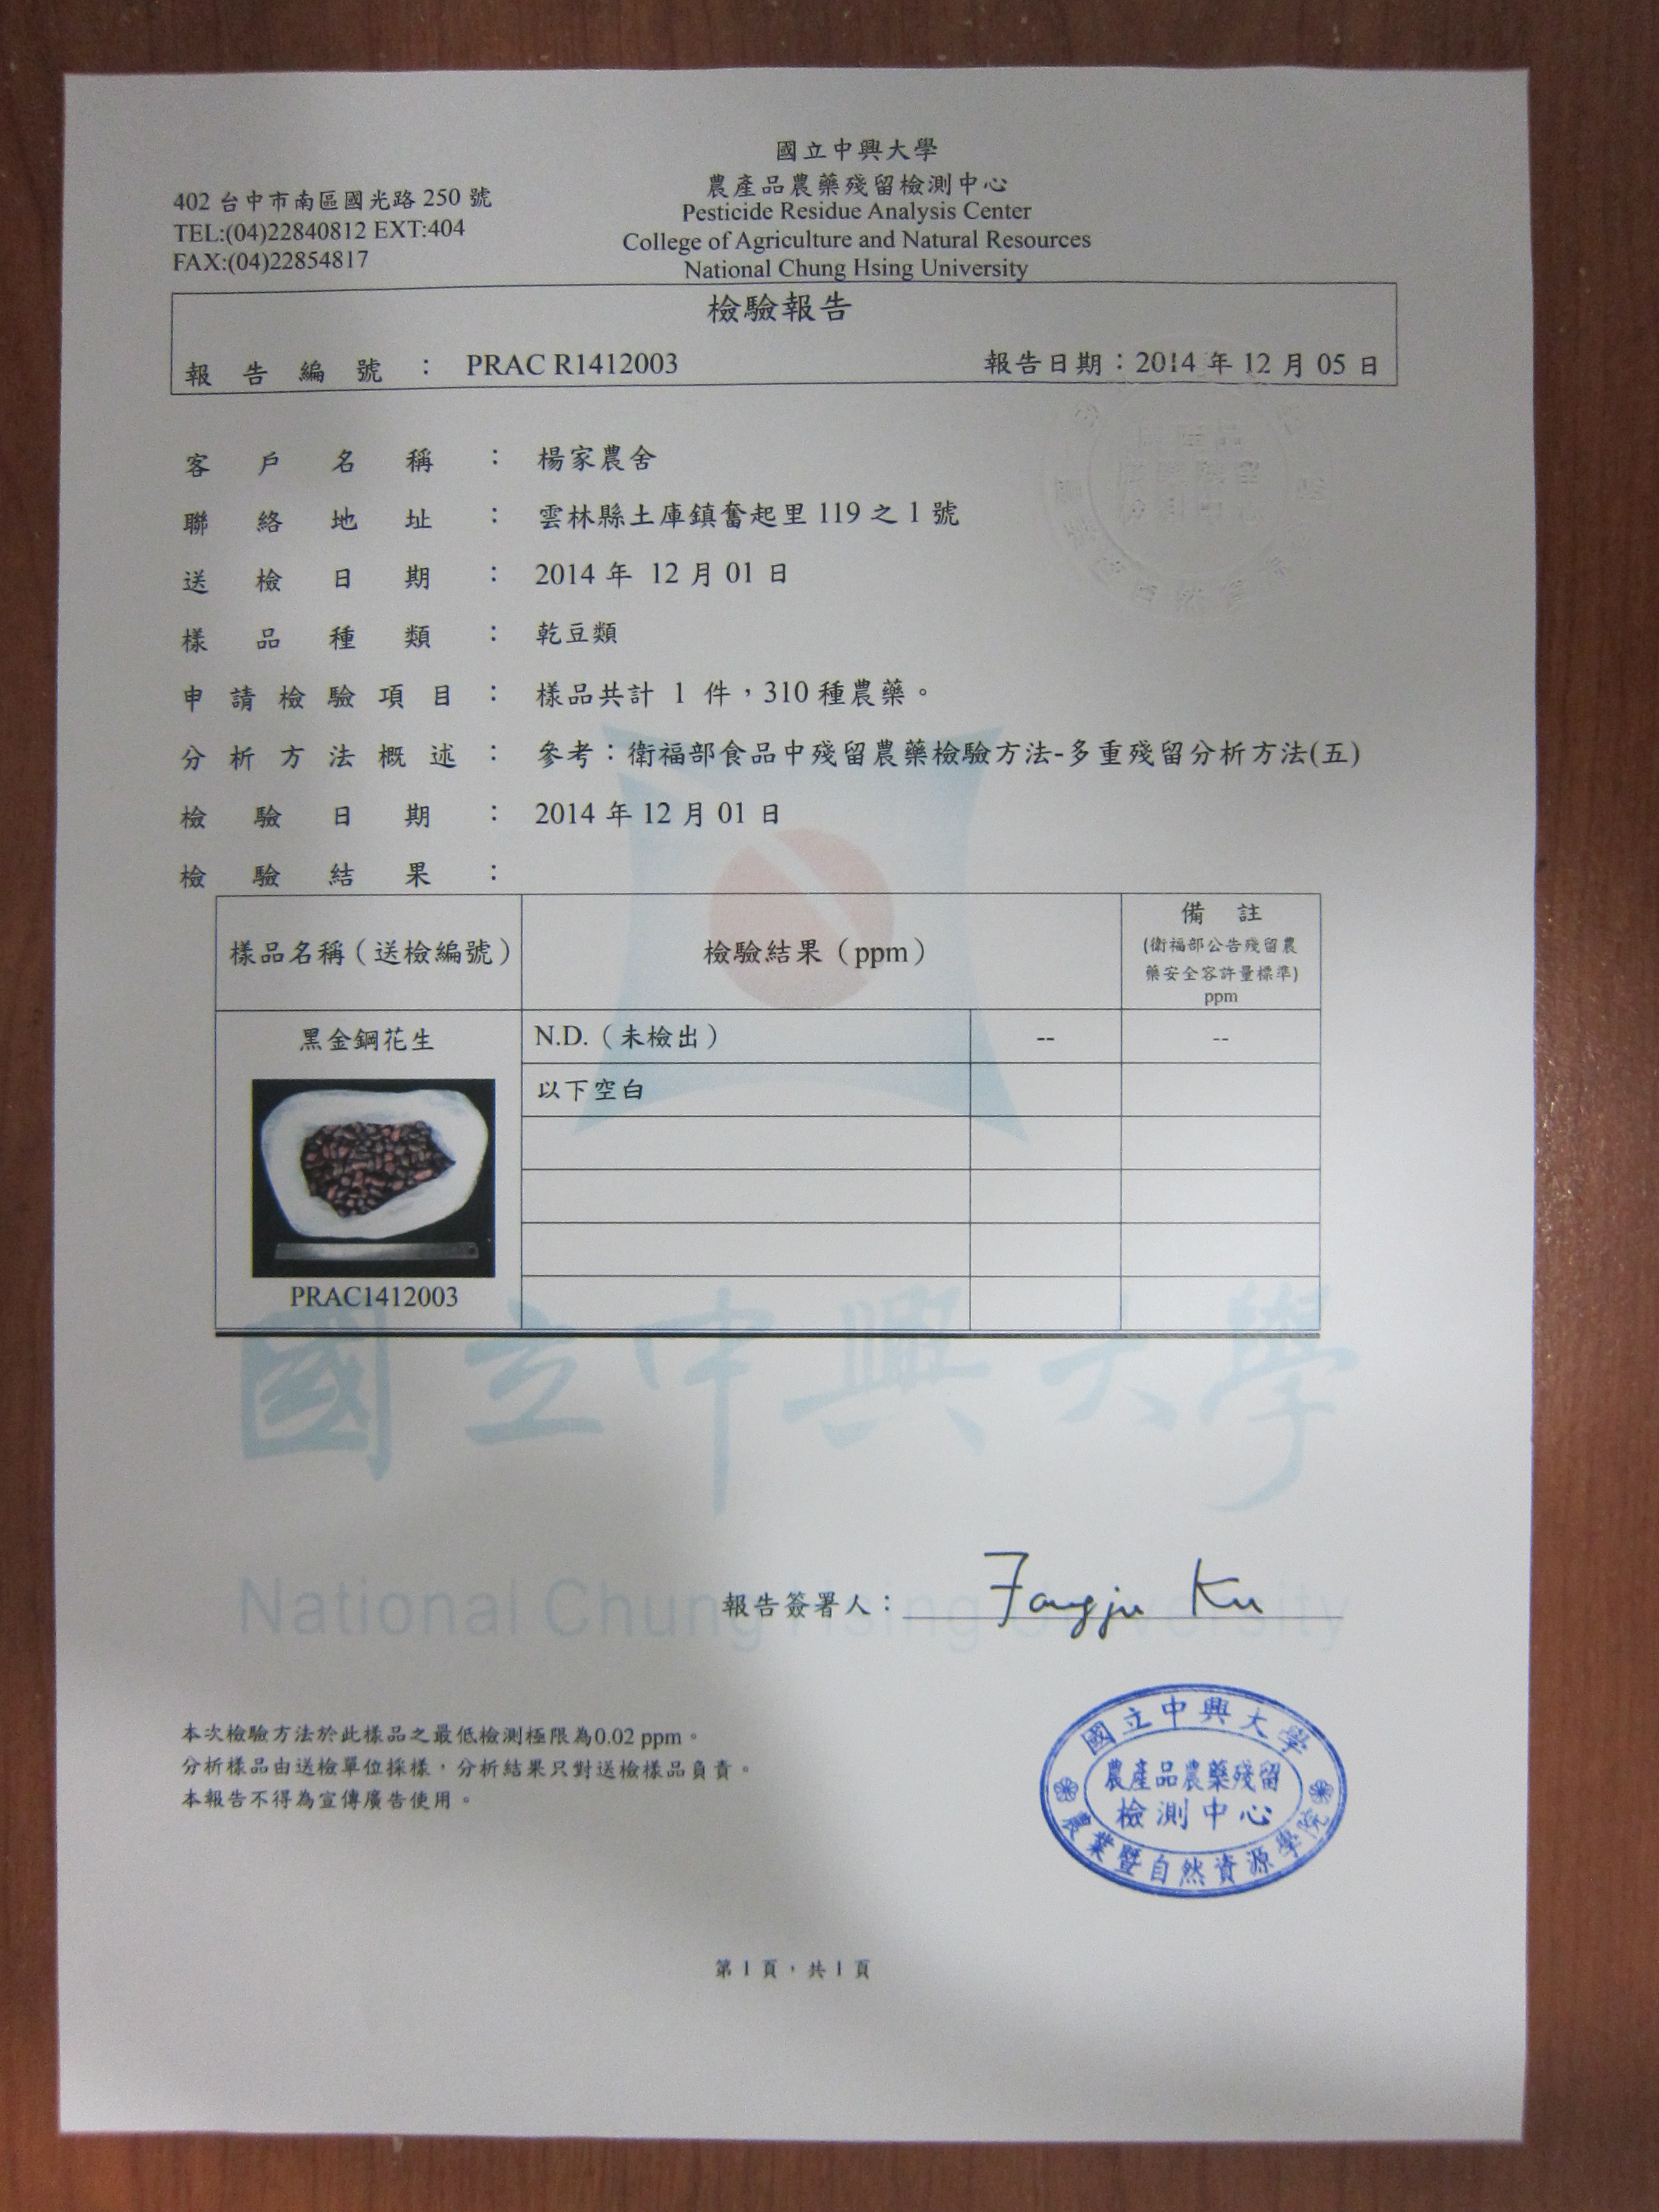 國立中興大學
農產品農藥殘留檢測中心
Pesticide Residue Analysis Center
College of Agriculture and Natural Resources
National Chung Hsing University
402 台中市南區國光路 250 號
TEL:(04)22840812 EXT:404
FAX:(04)22854817
檢驗報告
報告編號：PRAC R1412003 報告日期：2014 年 12 月 05 日
客戶名稱：楊家農舍
聯絡地址：雲林縣土庫鎮奮起里 119 之 1 號
送檢日期：2014 年 12 月 01 日
樣品種類：乾豆類
申請檢驗項目：樣品共計 1 件，310 種農藥。
分析方法概述：參考：衛福部食品中殘留農藥檢驗方法-多重殘留分析方法(五)
檢驗日期：2014 年 12 月 01 日
檢驗結果：
樣品名稱（送檢編號） 檢驗結果（ppm） 備 註
(衛福部公告殘留農
藥安全容許量標準)
ppm
黑金鋼花生 N.D.（未檢出） -- --
以下空白
PRAC1412003
國立中興大學
National Chung Hsing University
報告簽署人：Fangju Ku
本次檢驗方法於此樣品之最低檢測極限為0.02 ppm。
分析樣品由送檢單位採樣，分析結果只對送檢樣品負責。
本報告不得為宣傳廣告使用。
國立中興大學
農產品農藥殘留
檢測中心
農業暨自然資源學院
第 1 頁，共 1 頁